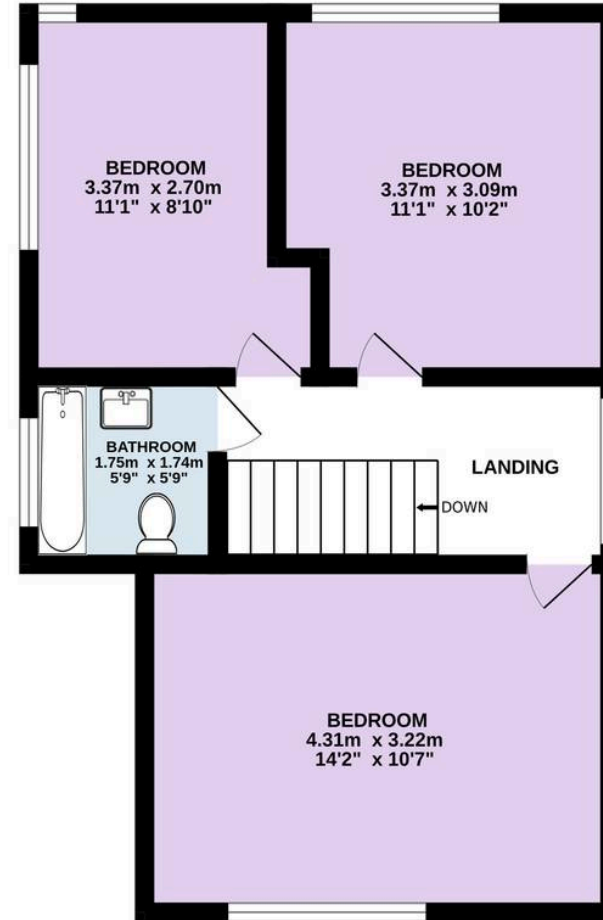 BEDROOM
3.37m x 2.70m
11'1" x 8'10"
BEDROOM
3.37m x 3.09m
11'1" x 10'2"
BATHROOM
1.75m x 1.74m
5'9" x 5'9"
LANDING
DOWN
BEDROOM
4.31m x 3.22m
14'2" x 10'7"